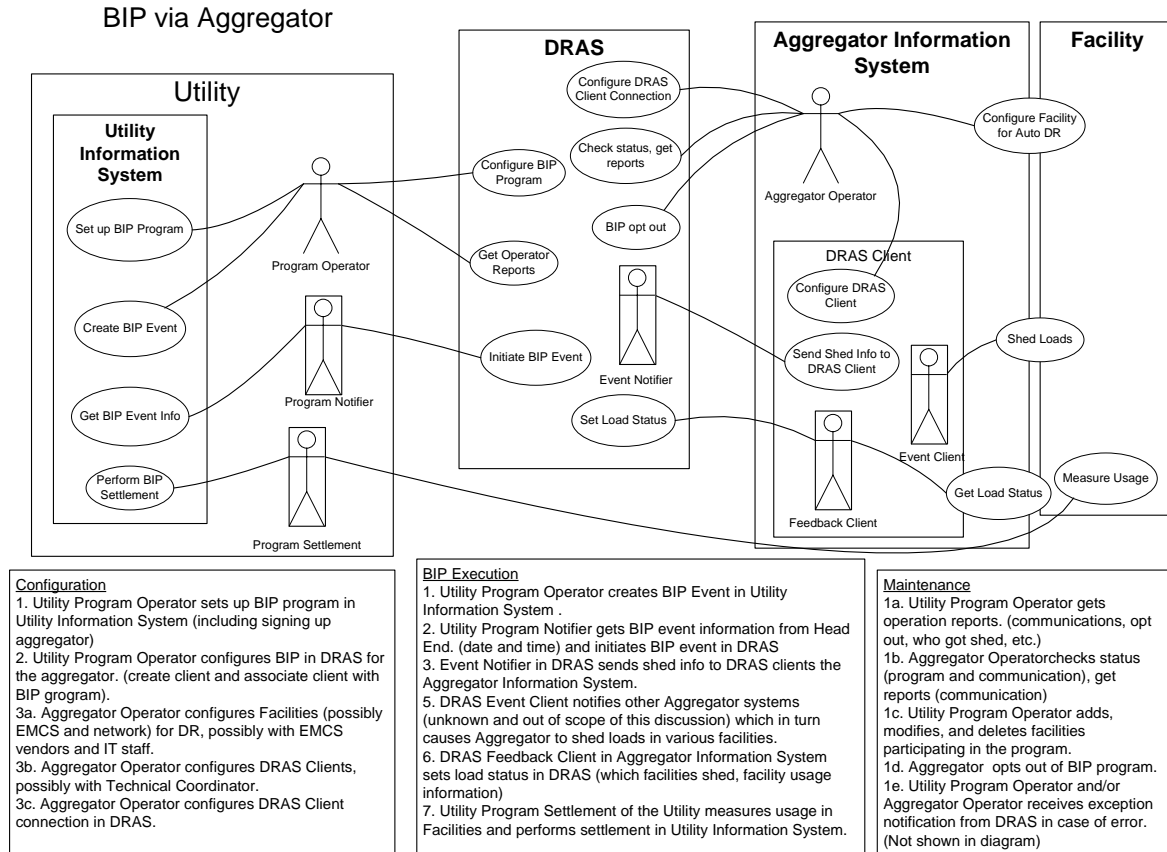 BIP via Aggregator
Utility
Utility
Information
System
Set up BIP Program
Create BIP Event
Get BIP Event Info
Perform BIP
Settlement
Program Operator
Program Notifier
Program Settlement
DRAS
Configure DRAS
Client Connection
Check status, get
reports
Configure BIP
Program
BIP opt out
Get Operator
Reports
Initiate BIP Event
Event Notifier
Set Load Status
Aggregator Information
System
Aggregator Operator
DRAS Client
Configure DRAS
Client
Send Shed Info to
DRAS Client
Event Client
Feedback Client
Get Load Status
Facility
Configure Facility
for Auto DR
Shed Loads
Measure Usage
Configuration
1. Utility Program Operator sets up BIP program in
Utility Information System (including signing up
aggregator)
2. Utility Program Operator configures BIP in DRAS for
the aggregator. (create client and associate client with
BIP grogram).
3a. Aggregator Operator configures Facilities (possibly
EMCS and network) for DR, possibly with EMCS
vendors and IT staff.
3b. Aggregator Operator configures DRAS Clients,
possibly with Technical Coordinator.
3c. Aggregator Operator configures DRAS Client
connection in DRAS.
BIP Execution
1. Utility Program Operator creates BIP Event in Utility
Information System .
2. Utility Program Notifier gets BIP event information from Head
End. (date and time) and initiates BIP event in DRAS
3. Event Notifier in DRAS sends shed info to DRAS clients the
Aggregator Information System.
5. DRAS Event Client notifies other Aggregator systems
(unknown and out of scope of this discussion) which in turn
causes Aggregator to shed loads in various facilities.
6. DRAS Feedback Client in Aggregator Information System
sets load status in DRAS (which facilities shed, facility usage
information)
7. Utility Program Settlement of the Utility measures usage in
Facilities and performs settlement in Utility Information System.
Maintenance
1a. Utility Program Operator gets
operation reports. (communications, opt
out, who got shed, etc.)
1b. Aggregator Operatorchecks status
(program and communication), get
reports (communication)
1c. Utility Program Operator adds,
modifies, and deletes facilities
participating in the program.
1d. Aggregator  opts out of BIP program.
1e. Utility Program Operator and/or
Aggregator Operator receives exception
notification from DRAS in case of error.
(Not shown in diagram)